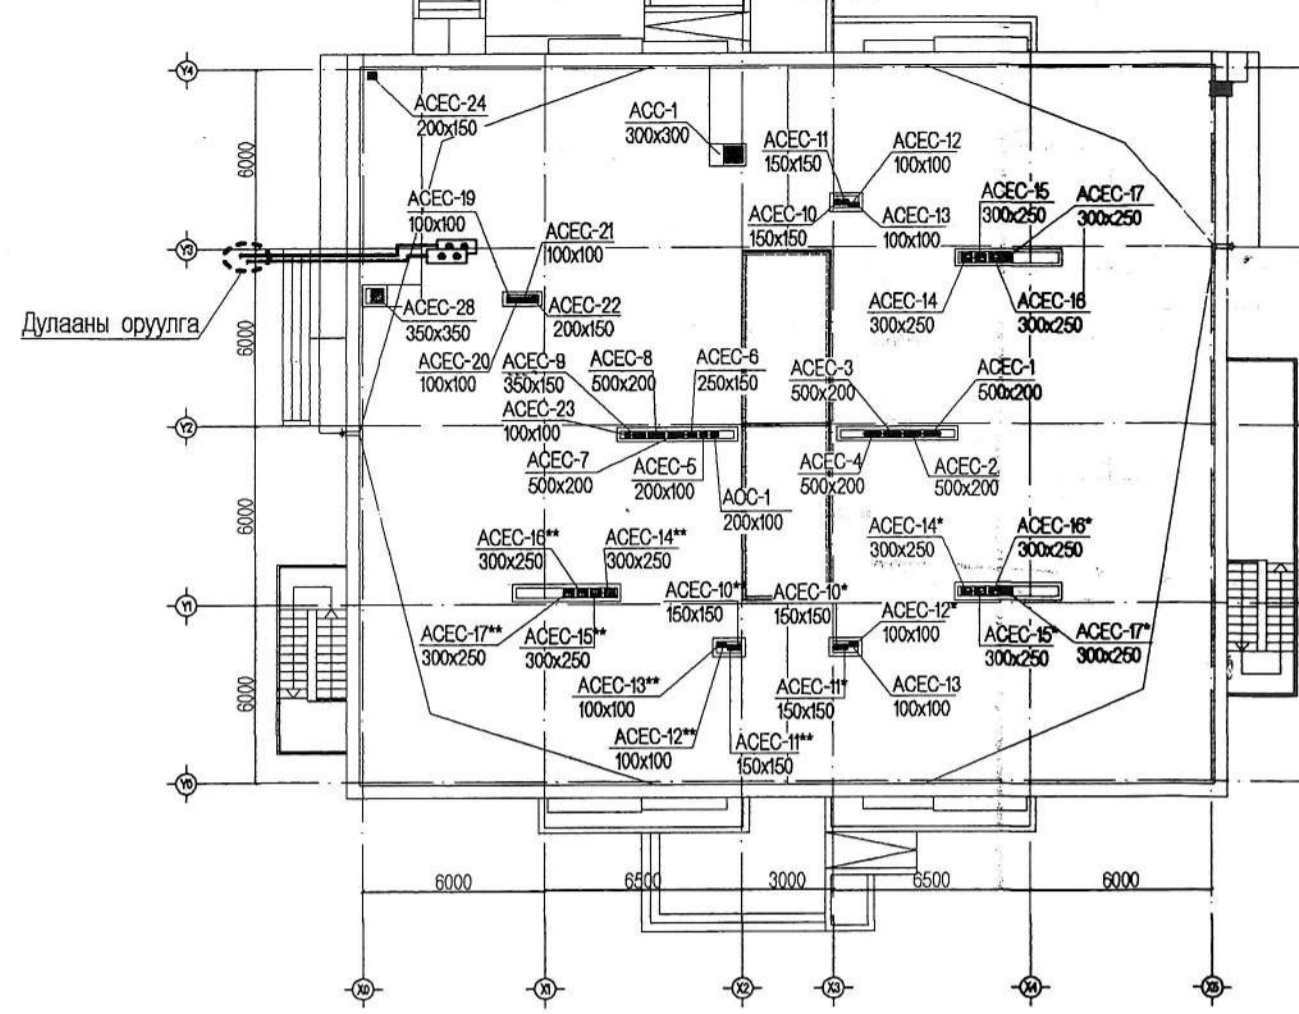 Y4
ACEC-24
200x150
ACC-1
300x300
ACEC-11
150x150
ACEC-12
100x100
6000
ACEC-19
100x100
ACEC-21
100x100
ACEC-10
150x150
ACEC-13
100x100
ACEC-15
300x250
ACEC-17
300x250
Y3
Дулааны оруулга
ACEC-28
350x350
ACEC-22
200x150
ACEC-14
300x250
ACEC-16
300x250
6000
ACEC-20
100x100
ACEC-9
350x150
ACEC-8
500x200
ACEC-6
250x150
ACEC-3
500x200
ACEC-1
500x200
ACEC-23
100x100
Y2
ACEC-7
500x200
ACEC-5
200x100
AOC-1
200x100
ACEC-4
500x200
ACEC-2
500x200
6000
ACEC-16**
300x250
ACEC-14**
300x250
ACEC-14*
300x250
ACEC-16*
300x250
Y1
ACEC-10**
150x150
ACEC-10*
150x150
ACEC-12*
100x100
ACEC-17**
300x250
ACEC-15**
300x250
ACEC-15*
300x250
ACEC-17*
300x250
6000
ACEC-13**
100x100
ACEC-11*
150x150
ACEC-13
100x100
ACEC-12**
100x100
ACEC-11**
150x150
Y0
6000
6500
3000
6500
6000
X0
X1
X2
X3
X4
X5